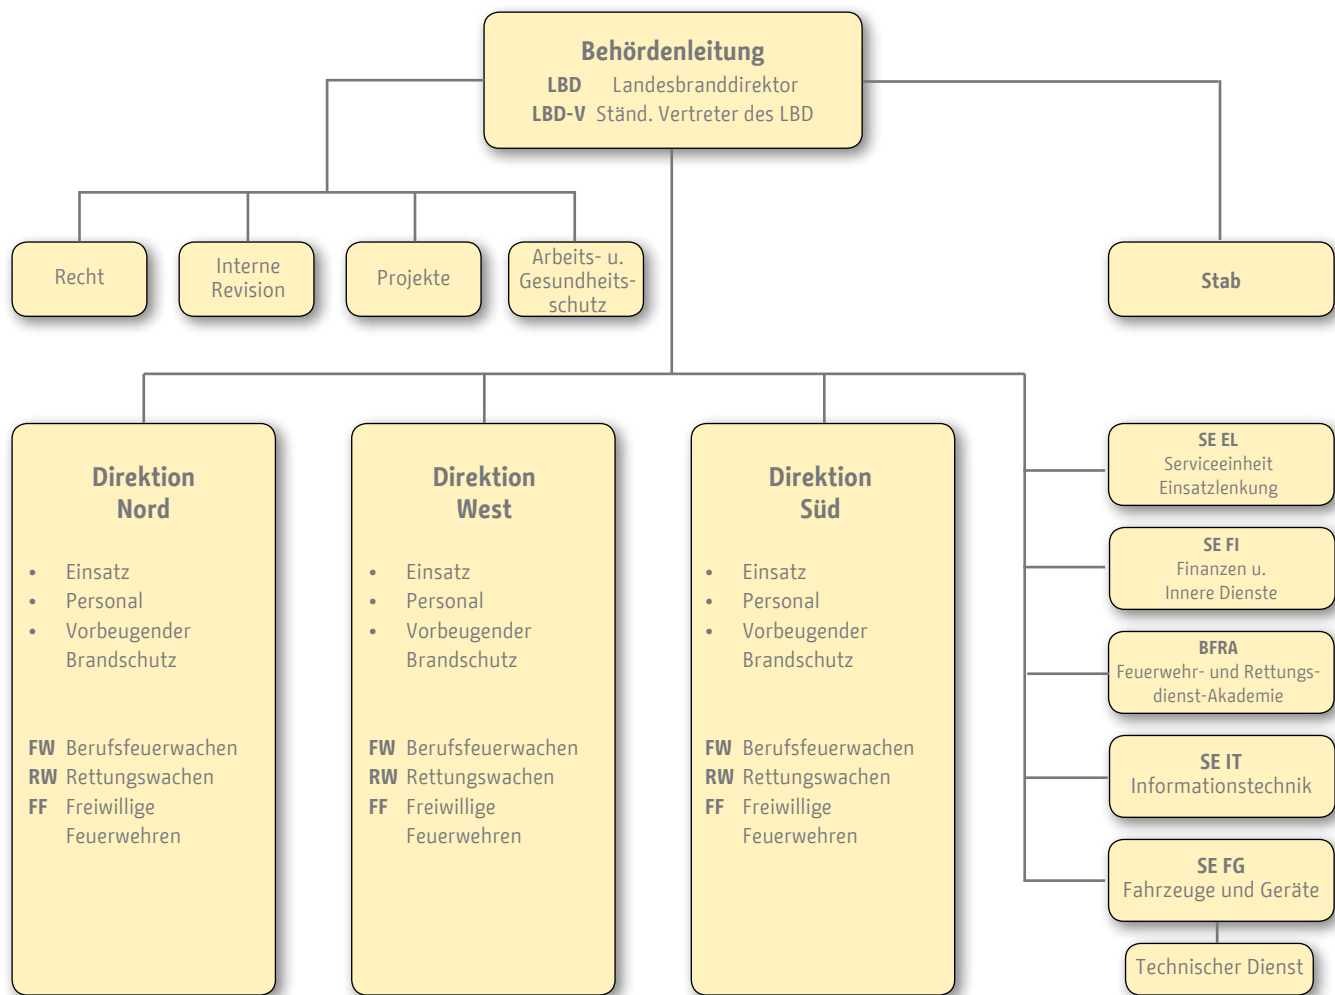 Behördenleitung
LBD Landesbranddirektor
LBD-V Ständ. Vertreter des LBD
Recht
Interne
Revision
Projekte
Arbeits- u.
Gesundheits-
schutz
Stab
Direktion
Nord
• Einsatz
• Personal
• Vorbeugender
Brandschutz
FW Berufsfeuerwachen
RW Rettungswachen
FF Freiwillige
Feuerwehren
Direktion
West
• Einsatz
• Personal
• Vorbeugender
Brandschutz
FW Berufsfeuerwachen
RW Rettungswachen
FF Freiwillige
Feuerwehren
Direktion
Süd
• Einsatz
• Personal
• Vorbeugender
Brandschutz
FW Berufsfeuerwachen
RW Rettungswachen
FF Freiwillige
Feuerwehren
SE EL
Serviceeinheit
Einsatzlenkung
SE FI
Finanzen u.
Innere Dienste
BFRA
Feuerwehr- und Rettungs-
dienst-Akademie
SE IT
Informationstechnik
SE FG
Fahrzeuge und Geräte
Technischer Dienst